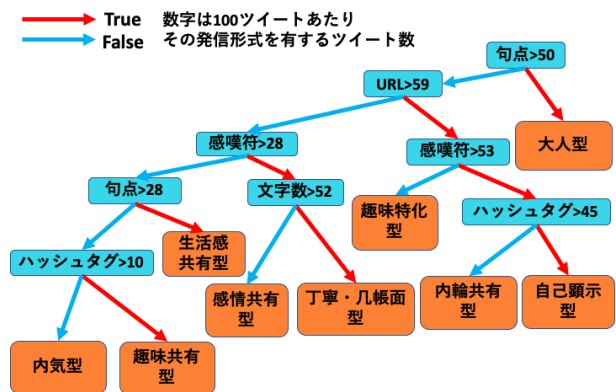 True 数字は100ツイートあたり
False その発信形式を有するツイート数
句点>50
URL>59
大人型
感嘆符>28
感嘆符>53
句点>28
文字数>52
趣味特化
型
ハッシュタグ>45
生活感
共有型
ハッシュタグ>10
感情共有
型
丁寧・几帳面
型
内輪共有
型
自己顕示
型
内気型
趣味共有
型